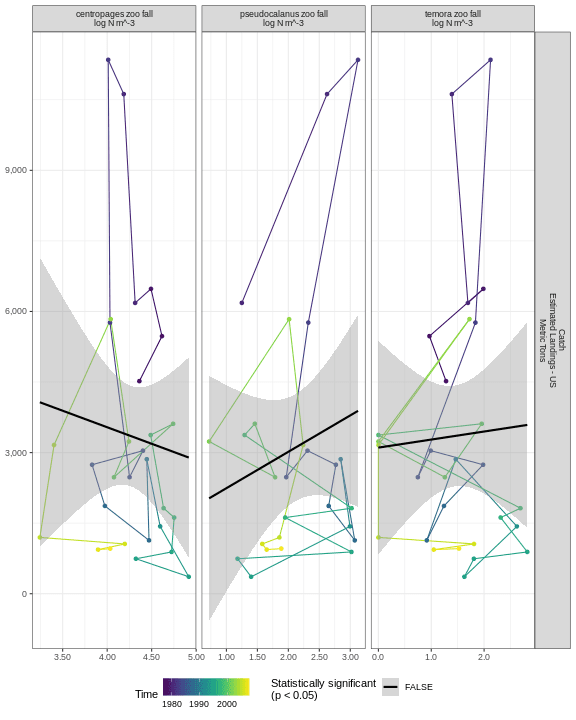 centropages zoo fall
log N m^-3
pseudocalanus zoo fall
log N m^-3
temora zoo fall
log N m^-3
9,000
6,000
3,000
0
Catch
Estimated Landings - US
Metric Tons
3.50
4.00
4.50
5.00
1.00
1.50
2.00
2.50
3.00
0.0
1.0
2.0
Time
1980
1990
2000
Statistically significant
(p < 0.05)
FALSE